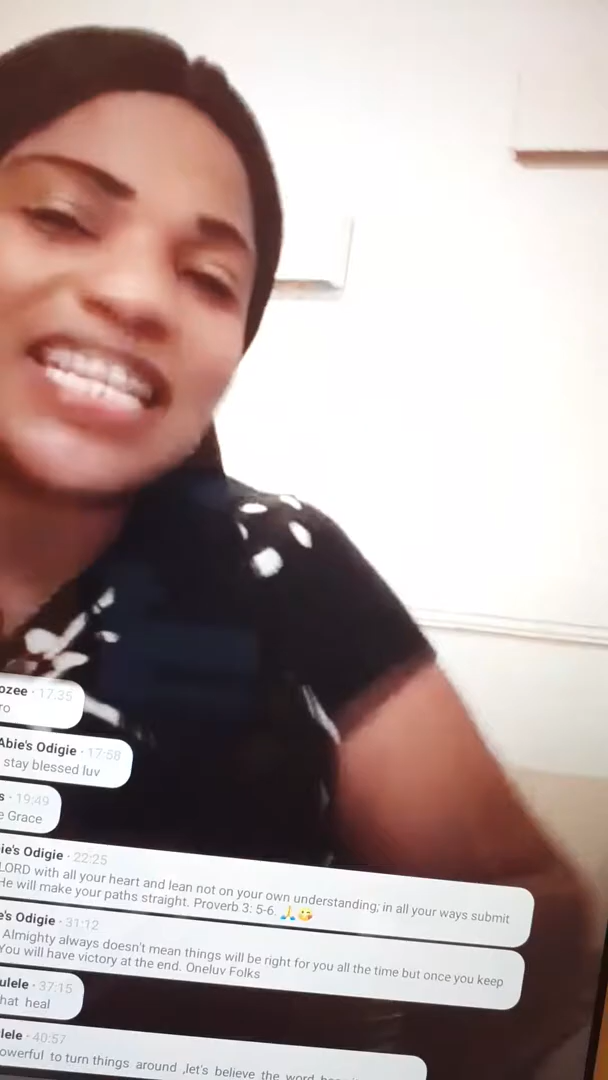 ozee · 17:35
ro
Abie's Odigie · 17:58
stay blessed luv
s · 19:49
e Grace
ie's Odigie · 22:25
LORD with all your heart and lean not on your own understanding; in all your ways submit
He will make your paths straight. Proverb 3: 5-6. 🙏😋
e's Odigie · 31:12
Almighty always doesn't mean things will be right for you all the time but once you keep
You will have victory at the end. Oneluv Folks
ulele · 37:15
hat heal
lele · 40:57
owerful to turn things around ,let's believe the word